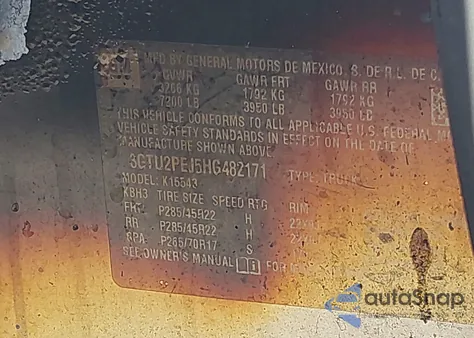 MFD BY GENERAL MOTORS DE MEXICO S. DE R.L. DE C.
GVWR GAWR FRT GAWR RR
3266 KG 1792 KG 1792 KG
7200 LB 3950 LB 3950 LB
THIS VEHICLE CONFORMS TO ALL APPLICABLE U.S. FEDERAL M
VEHICLE SAFETY STANDARDS IN EFFECT ON THE DATE OF
MANUFACTURE SHOWN ABOVE.
3GTU2PEJ5HG482171 TYPE: TRUCK
MODEL: K15543
KBH3 TIRE SIZE SPEED RTG RIM
FRT P285/45R22 H
RR P285/45R22 H
SPA P265/70R17 S
SEE OWNER'S MANUAL FOR
autoSnap